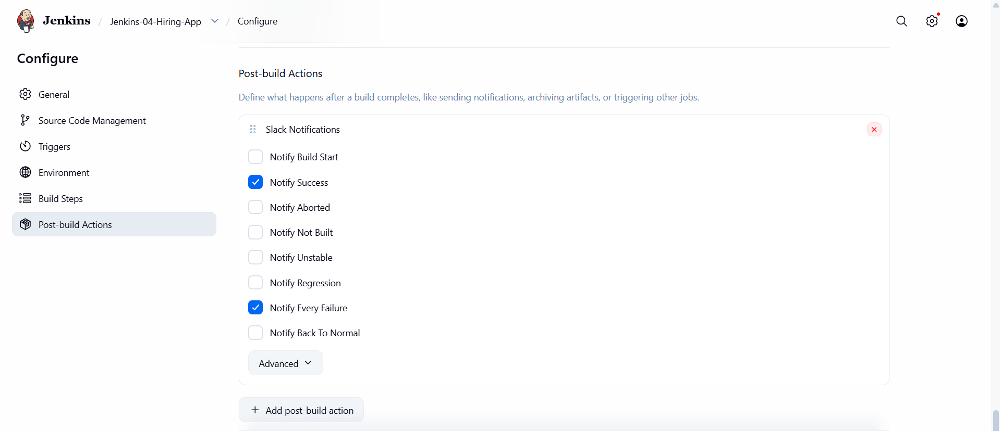 Jenkins / Jenkins-04-Hiring-App / Configure
Configure
General
Source Code Management
Triggers
Environment
Build Steps
Post-build Actions
Post-build Actions
Define what happens after a build completes, like sending notifications, archiving artifacts, or triggering other jobs.
Slack Notifications
Notify Build Start
Notify Success
Notify Aborted
Notify Not Built
Notify Unstable
Notify Regression
Notify Every Failure
Notify Back To Normal
Advanced
+ Add post-build action